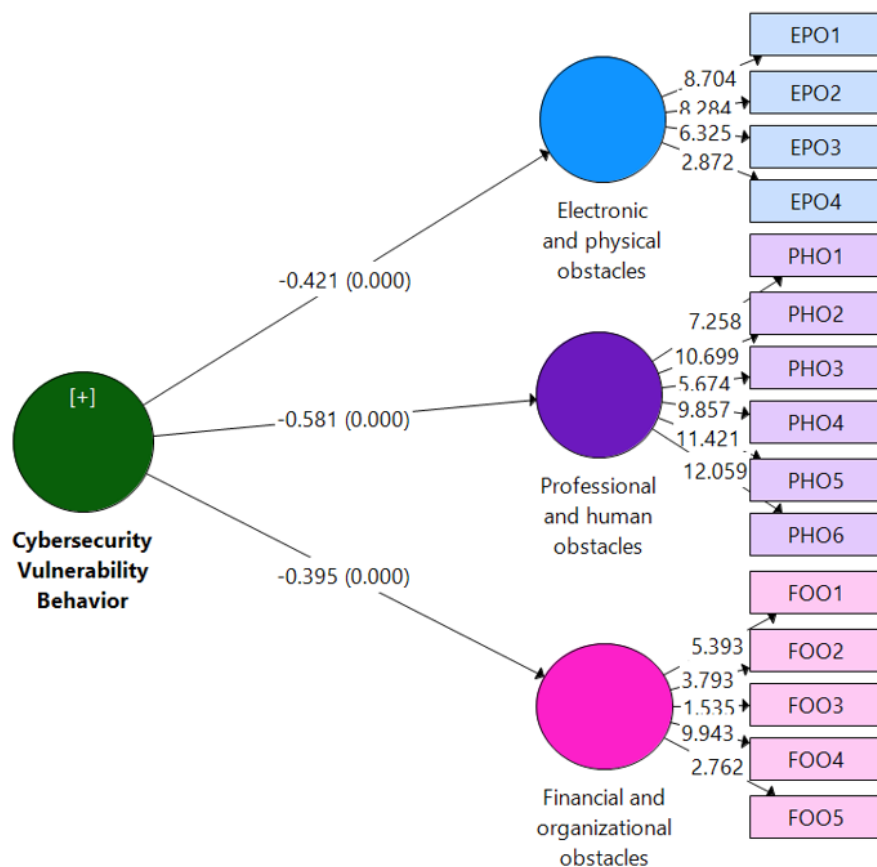 EPO1
8.704
EPO2
8.284
6.325
EPO3
2.872
EPO4
Electronic
and physical
obstacles
PHO1
-0.421 (0.000)
7.258
PHO2
10.699
PHO3
5.674
[+]
9.857
PHO4
-0.581 (0.000)
11.421
12.059
PHO5
Professional
and human
obstacles
PHO6
Cybersecurity
Vulnerability
Behavior
-0.395 (0.000)
FOO1
5.393
FOO2
3.793
1.535
FOO3
9.943
FOO4
2.762
Financial and
organizational
obstacles
FOO5